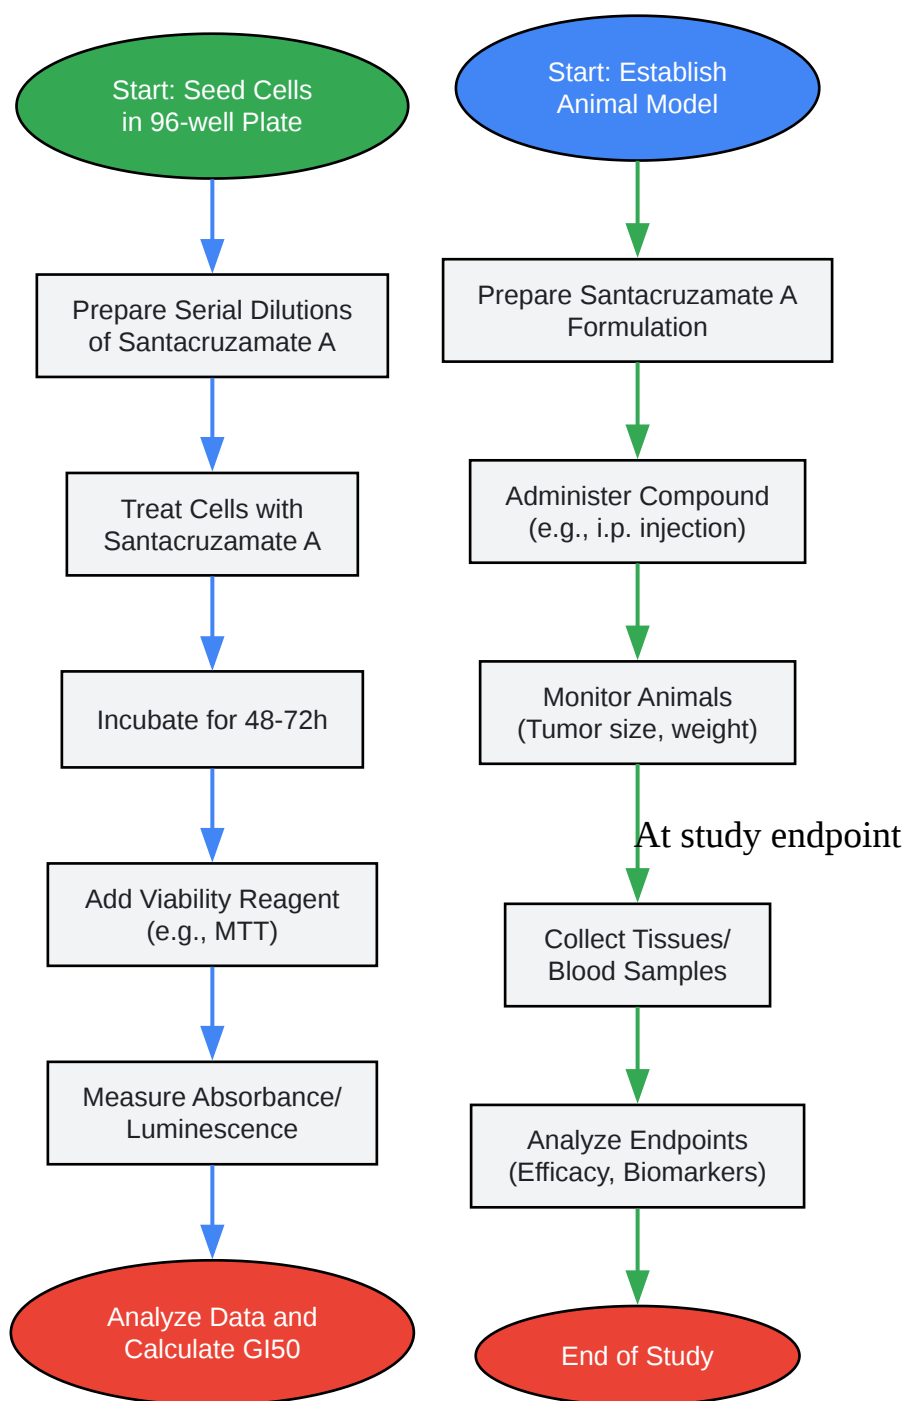 Start: Seed Cells
in 96-well Plate
Prepare Serial Dilutions
of Santacruzamate A
Treat Cells with
Santacruzamate A
Incubate for 48-72h
Add Viability Reagent
(e.g., MTT)
Measure Absorbance/
Luminescence
Analyze Data and
Calculate GI50
Start: Establish
Animal Model
Prepare Santacruzamate A
Formulation
Administer Compound
(e.g., i.p. injection)
Monitor Animals
(Tumor size, weight)
At study endpoint
Collect Tissues/
Blood Samples
Analyze Endpoints
(Efficacy, Biomarkers)
End of Study